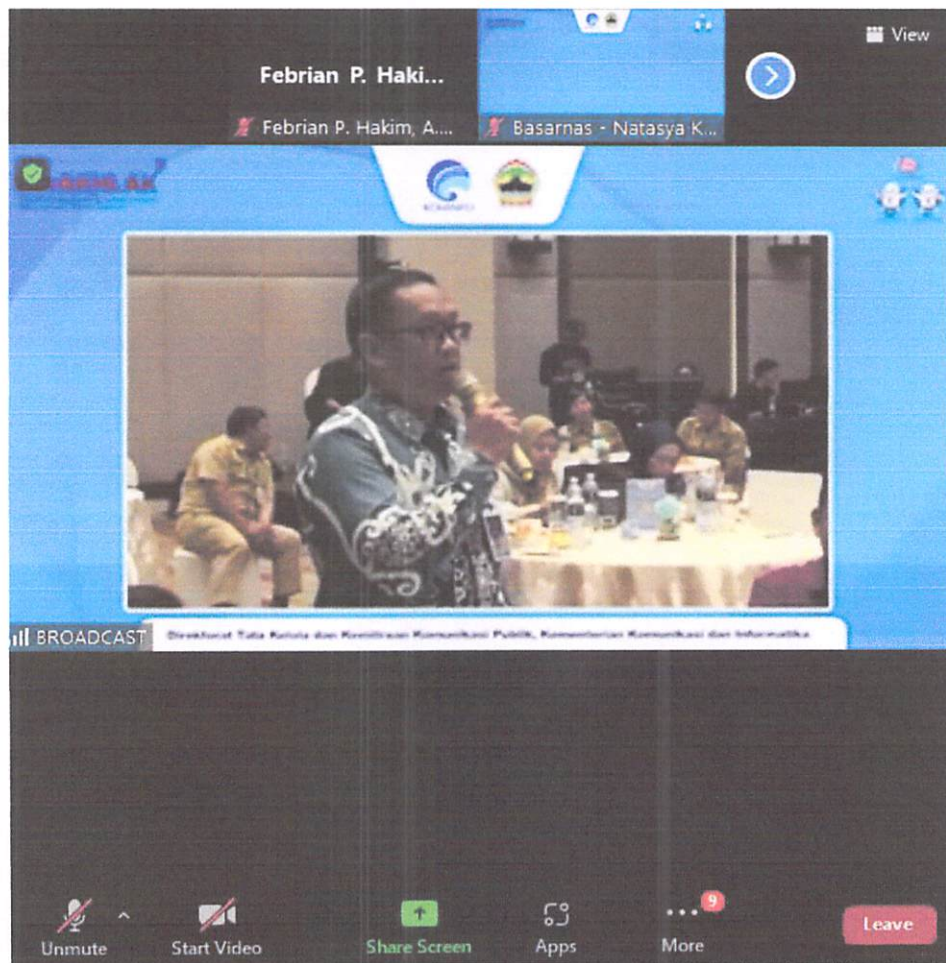 View
Febrian P. Haki...
Febrian P. Hakim, A....
Basarnas - Natasya K...
KOMINFO
BROADCAST
Direktorat Tata Kelola dan Kemitraan Komunikasi Publik, Kementerian Komunikasi dan Informatika
9
Unmute
Start Video
Share Screen
Apps
More
Leave